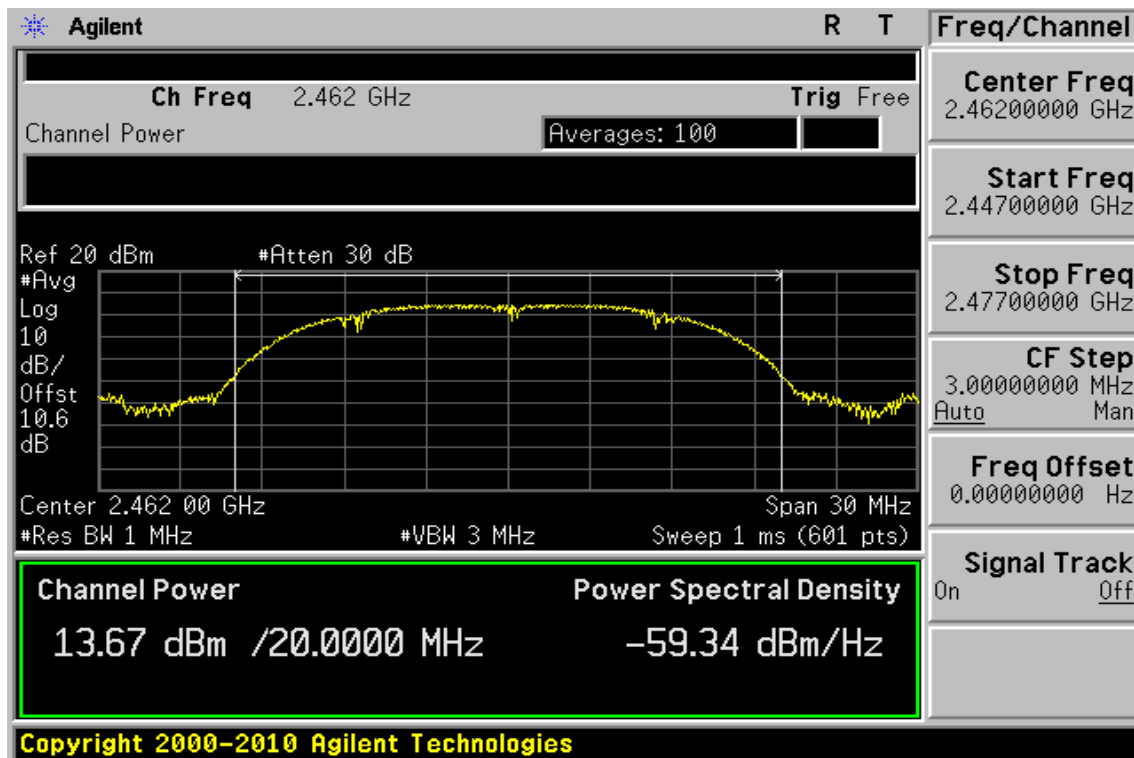 Agilent R T
Freq/Channel
Ch Freq 2.462 GHz Trig Free
Channel Power Averages: 100
Ref 20 dBm #Atten 30 dB
#Avg
Log
10
dB/
Offst
10.6
dB
Center 2.462 00 GHz Span 30 MHz
#Res BW 1 MHz #VBW 3 MHz Sweep 1 ms (601 pts)
Channel Power Power Spectral Density
13.67 dBm /20.0000 MHz -59.34 dBm/Hz
Copyright 2000-2010 Agilent Technologies
Center Freq
2.46200000 GHz
Start Freq
2.44700000 GHz
Stop Freq
2.47700000 GHz
CF Step
3.00000000 MHz
Auto Man
Freq Offset
0.00000000 Hz
Signal Track
On Off